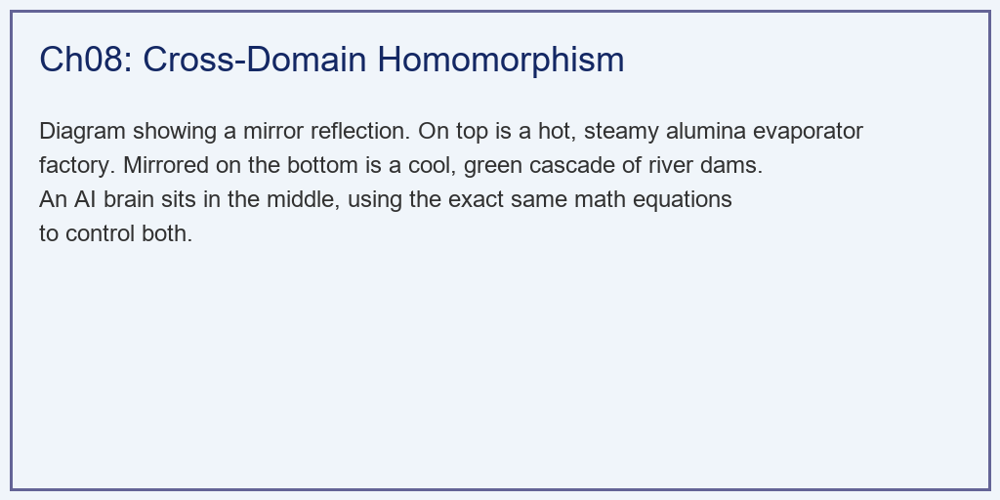 Ch08: Cross-Domain Homomorphism
Diagram showing a mirror reflection. On top is a hot, steamy alumina evaporator
factory. Mirrored on the bottom is a cool, green cascade of river dams.
An AI brain sits in the middle, using the exact same math equations
to control both.